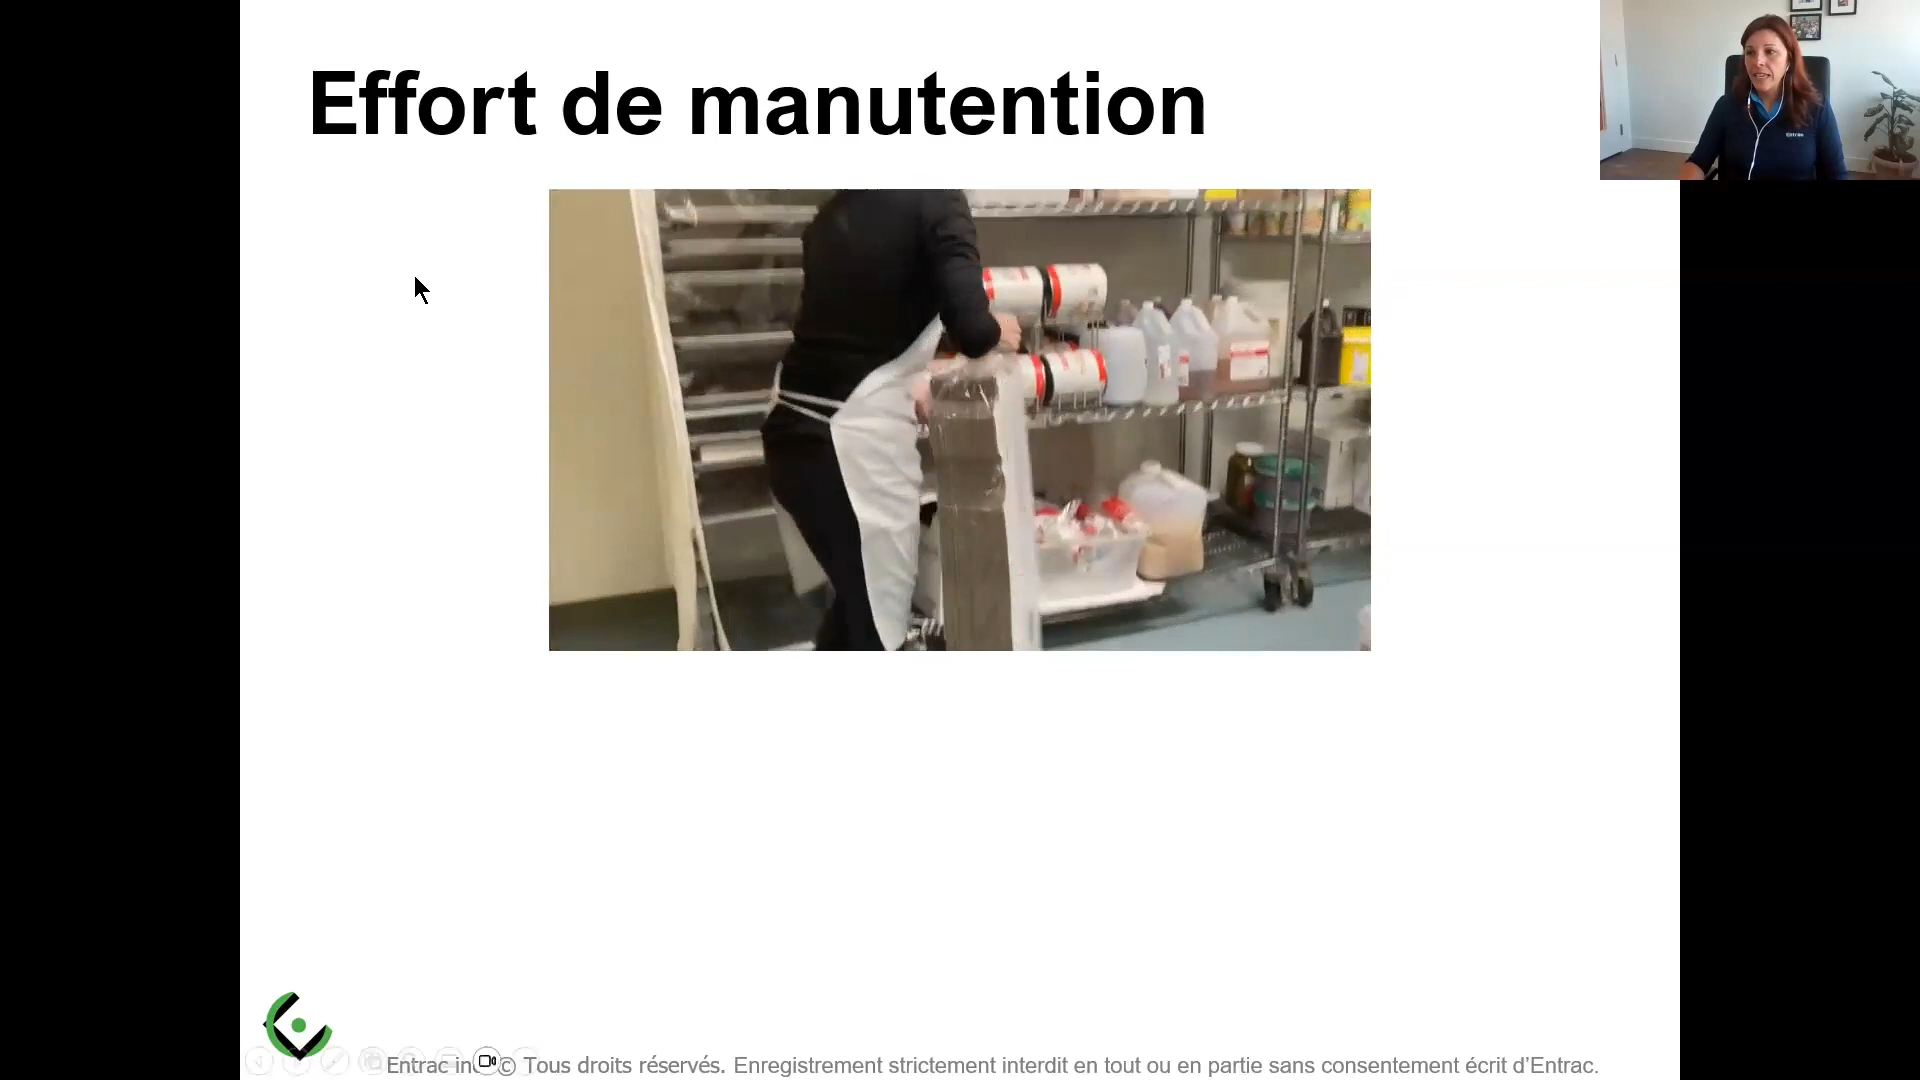 Effort de manutention
Entrac
Entrac inc © Tous droits réservés. Enregistrement strictement interdit en tout ou en partie sans consentement écrit d’Entrac.